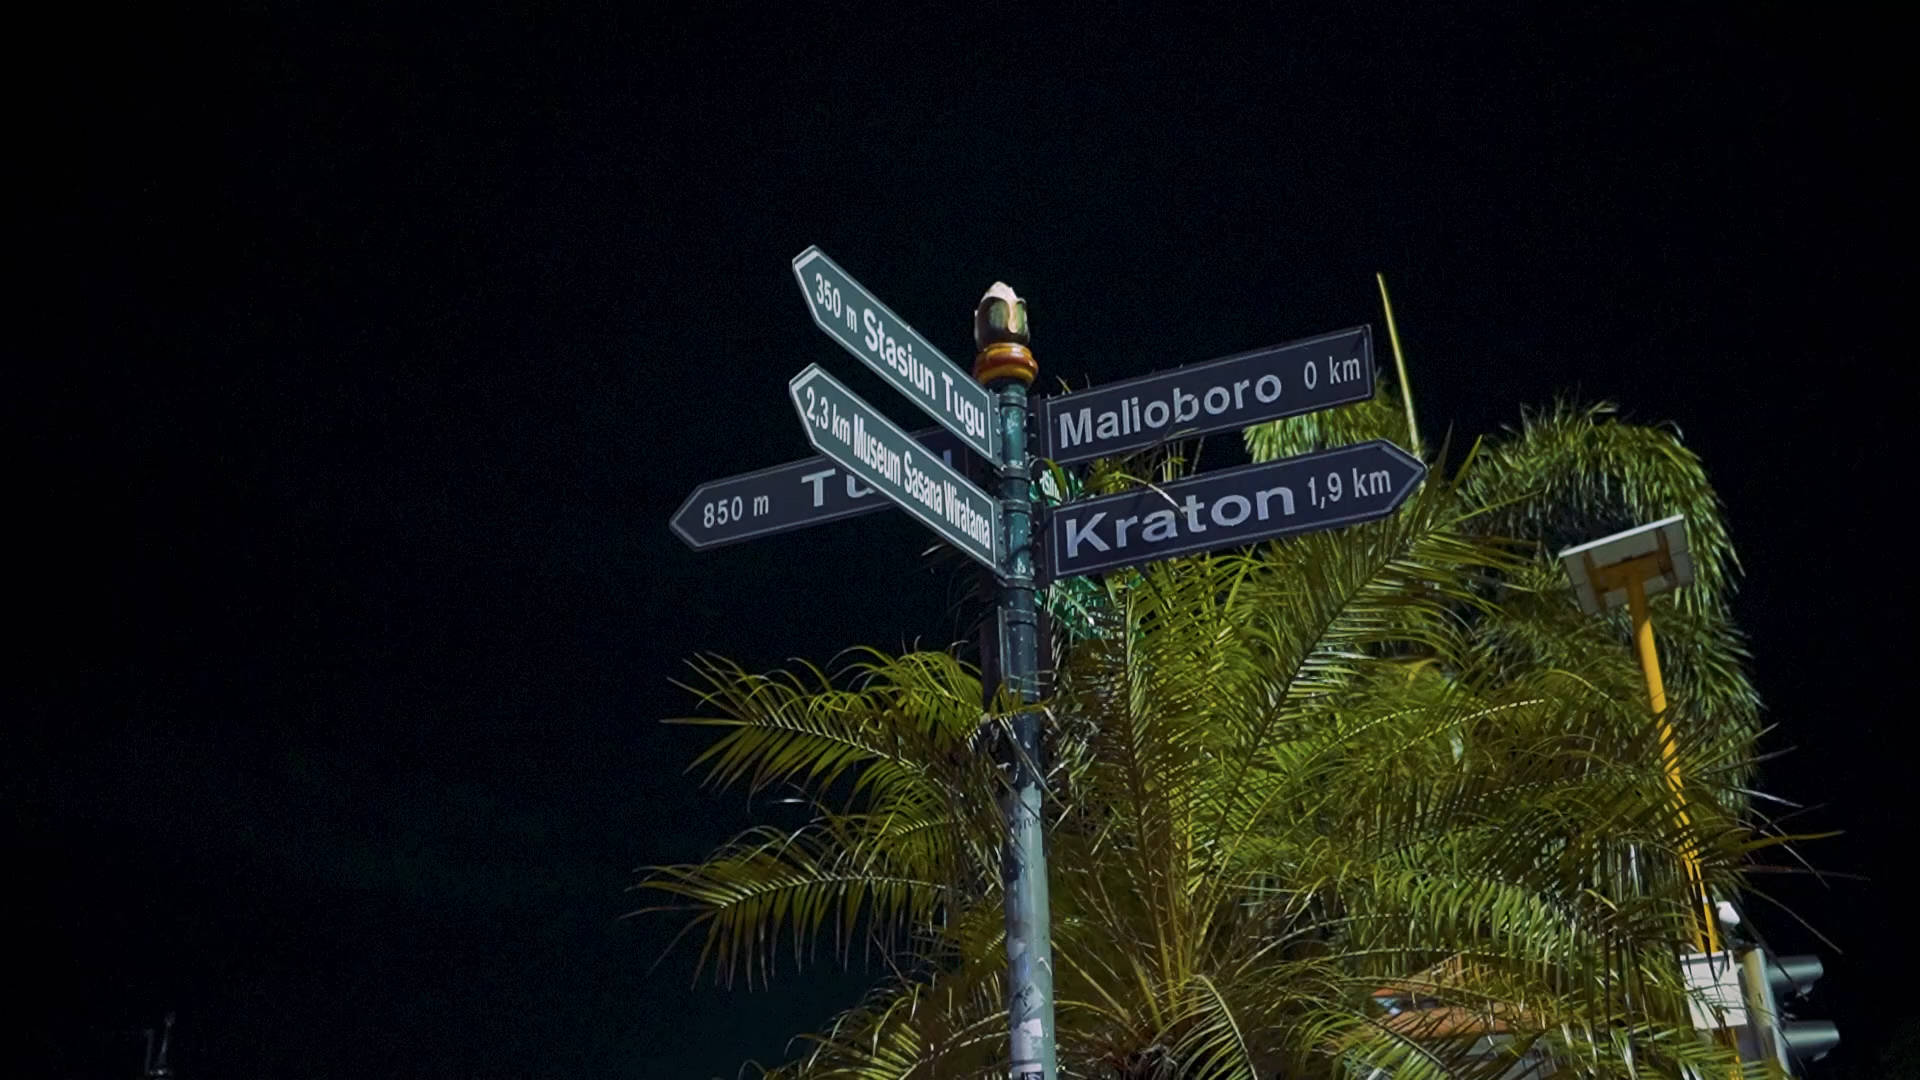 350 m Stasiun Tugu
2,3 km Museum Sasana Wiratama
850 m
Malioboro 0 km
Kraton 1,9 km